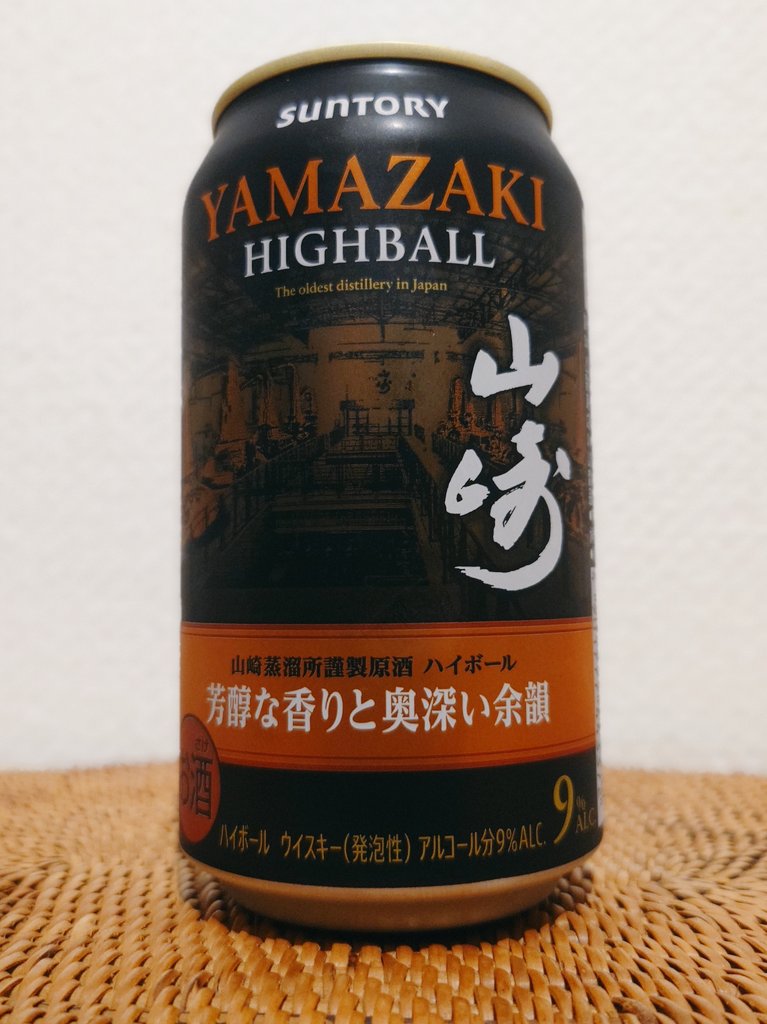 SUNTORY
YAMAZAKI
HIGHBALL
The oldest distillery in Japan
山崎
山崎蒸溜所謹製原酒 ハイボール
芳醇な香りと奥深い余韻
さけ
お酒
ハイボール ウイスキー(発泡性) アルコール分9%ALC.
9%
ALC.